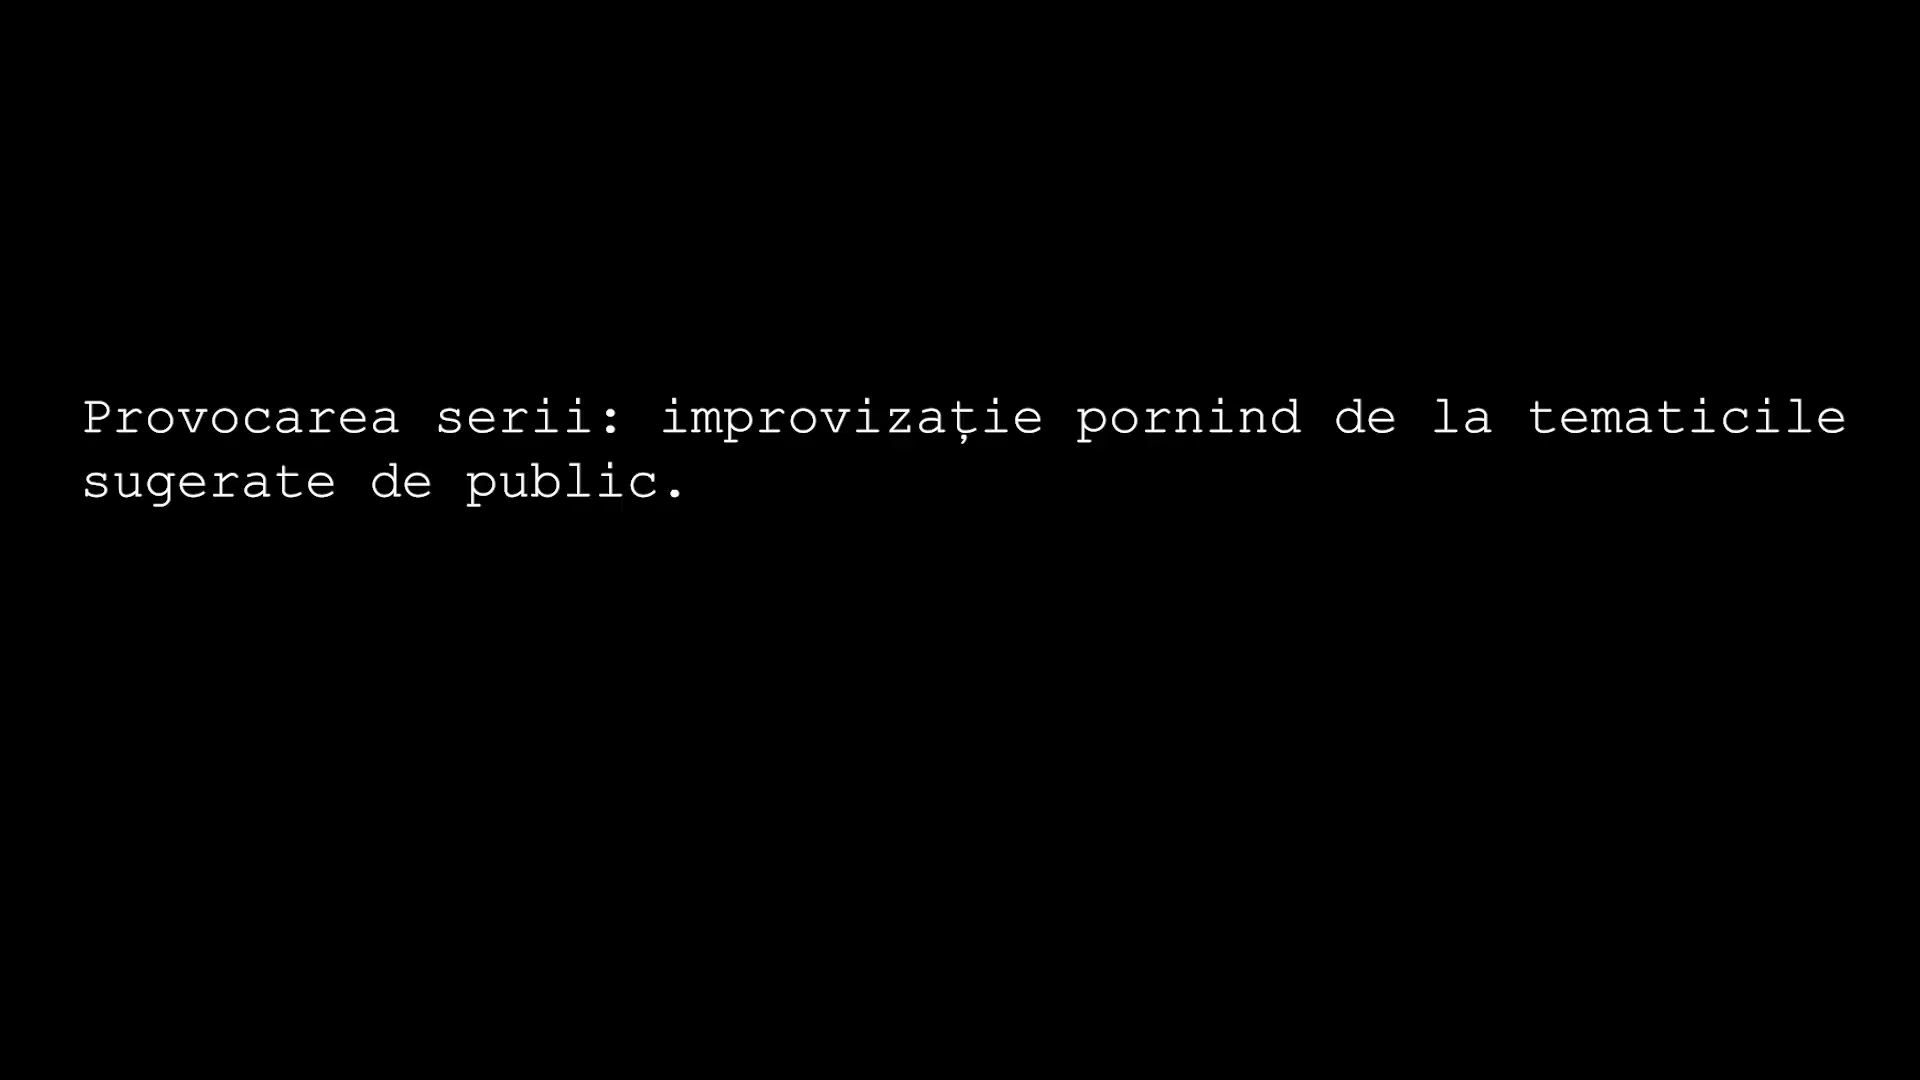 Provocarea serii: improvizație pornind de la tematicile
sugerate de public.